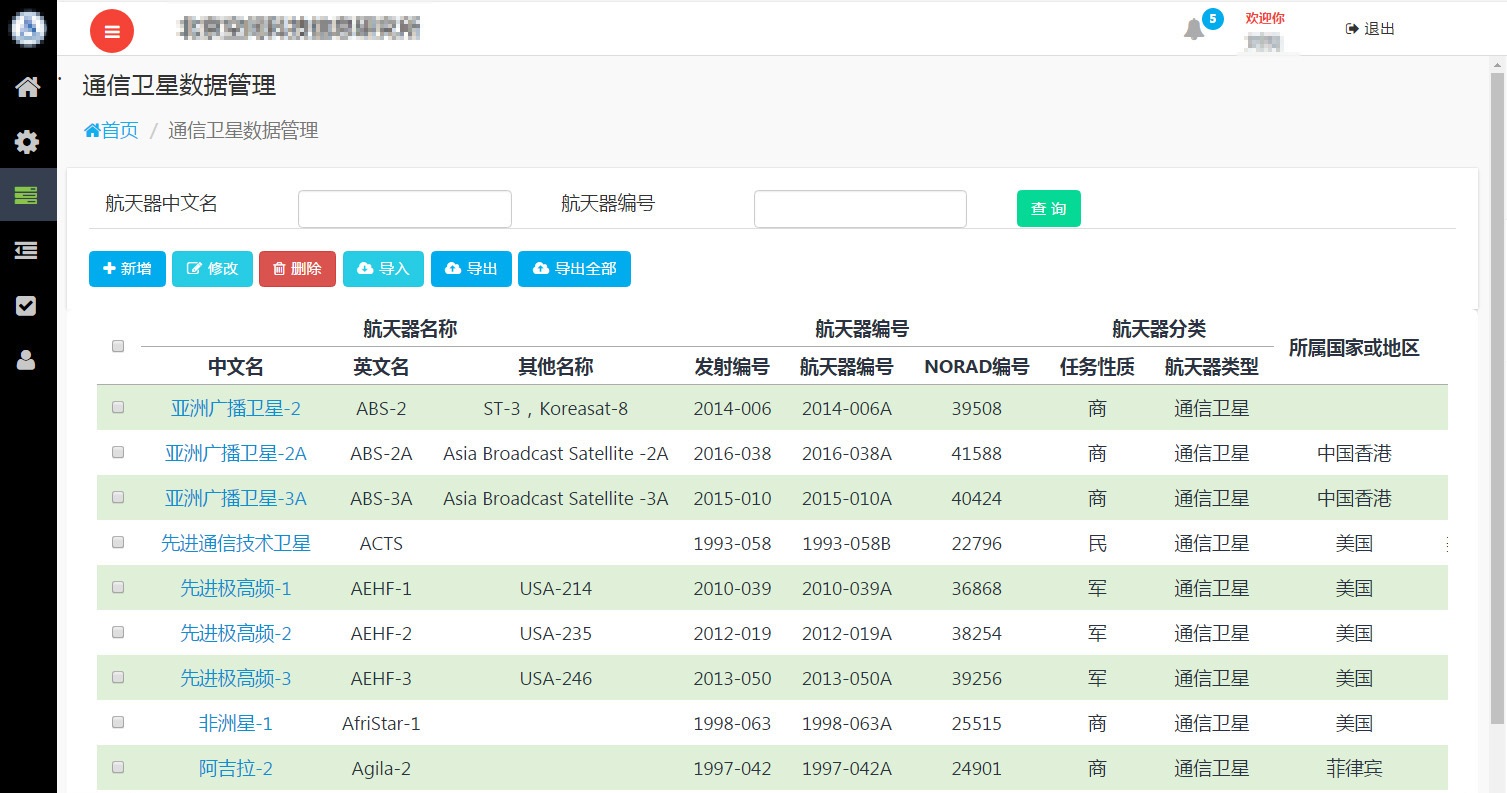 5
欢迎你
退出
通信卫星数据管理
首页 / 通信卫星数据管理
航天器中文名 航天器编号 查 询
新增 修改 删除 导入 导出 导出全部
航天器名称 航天器编号 航天器分类 所属国家或地区
中文名 英文名 其他名称 发射编号 航天器编号 NORAD编号 任务性质 航天器类型
亚洲广播卫星-2 ABS-2 ST-3，Koreasat-8 2014-006 2014-006A 39508 商 通信卫星
亚洲广播卫星-2A ABS-2A Asia Broadcast Satellite -2A 2016-038 2016-038A 41588 商 通信卫星 中国香港
亚洲广播卫星-3A ABS-3A Asia Broadcast Satellite -3A 2015-010 2015-010A 40424 商 通信卫星 中国香港
先进通信技术卫星 ACTS 1993-058 1993-058B 22796 民 通信卫星 美国
先进极高频-1 AEHF-1 USA-214 2010-039 2010-039A 36868 军 通信卫星 美国
先进极高频-2 AEHF-2 USA-235 2012-019 2012-019A 38254 军 通信卫星 美国
先进极高频-3 AEHF-3 USA-246 2013-050 2013-050A 39256 军 通信卫星 美国
非洲星-1 AfriStar-1 1998-063 1998-063A 25515 商 通信卫星 美国
阿吉拉-2 Agila-2 1997-042 1997-042A 24901 商 通信卫星 菲律宾